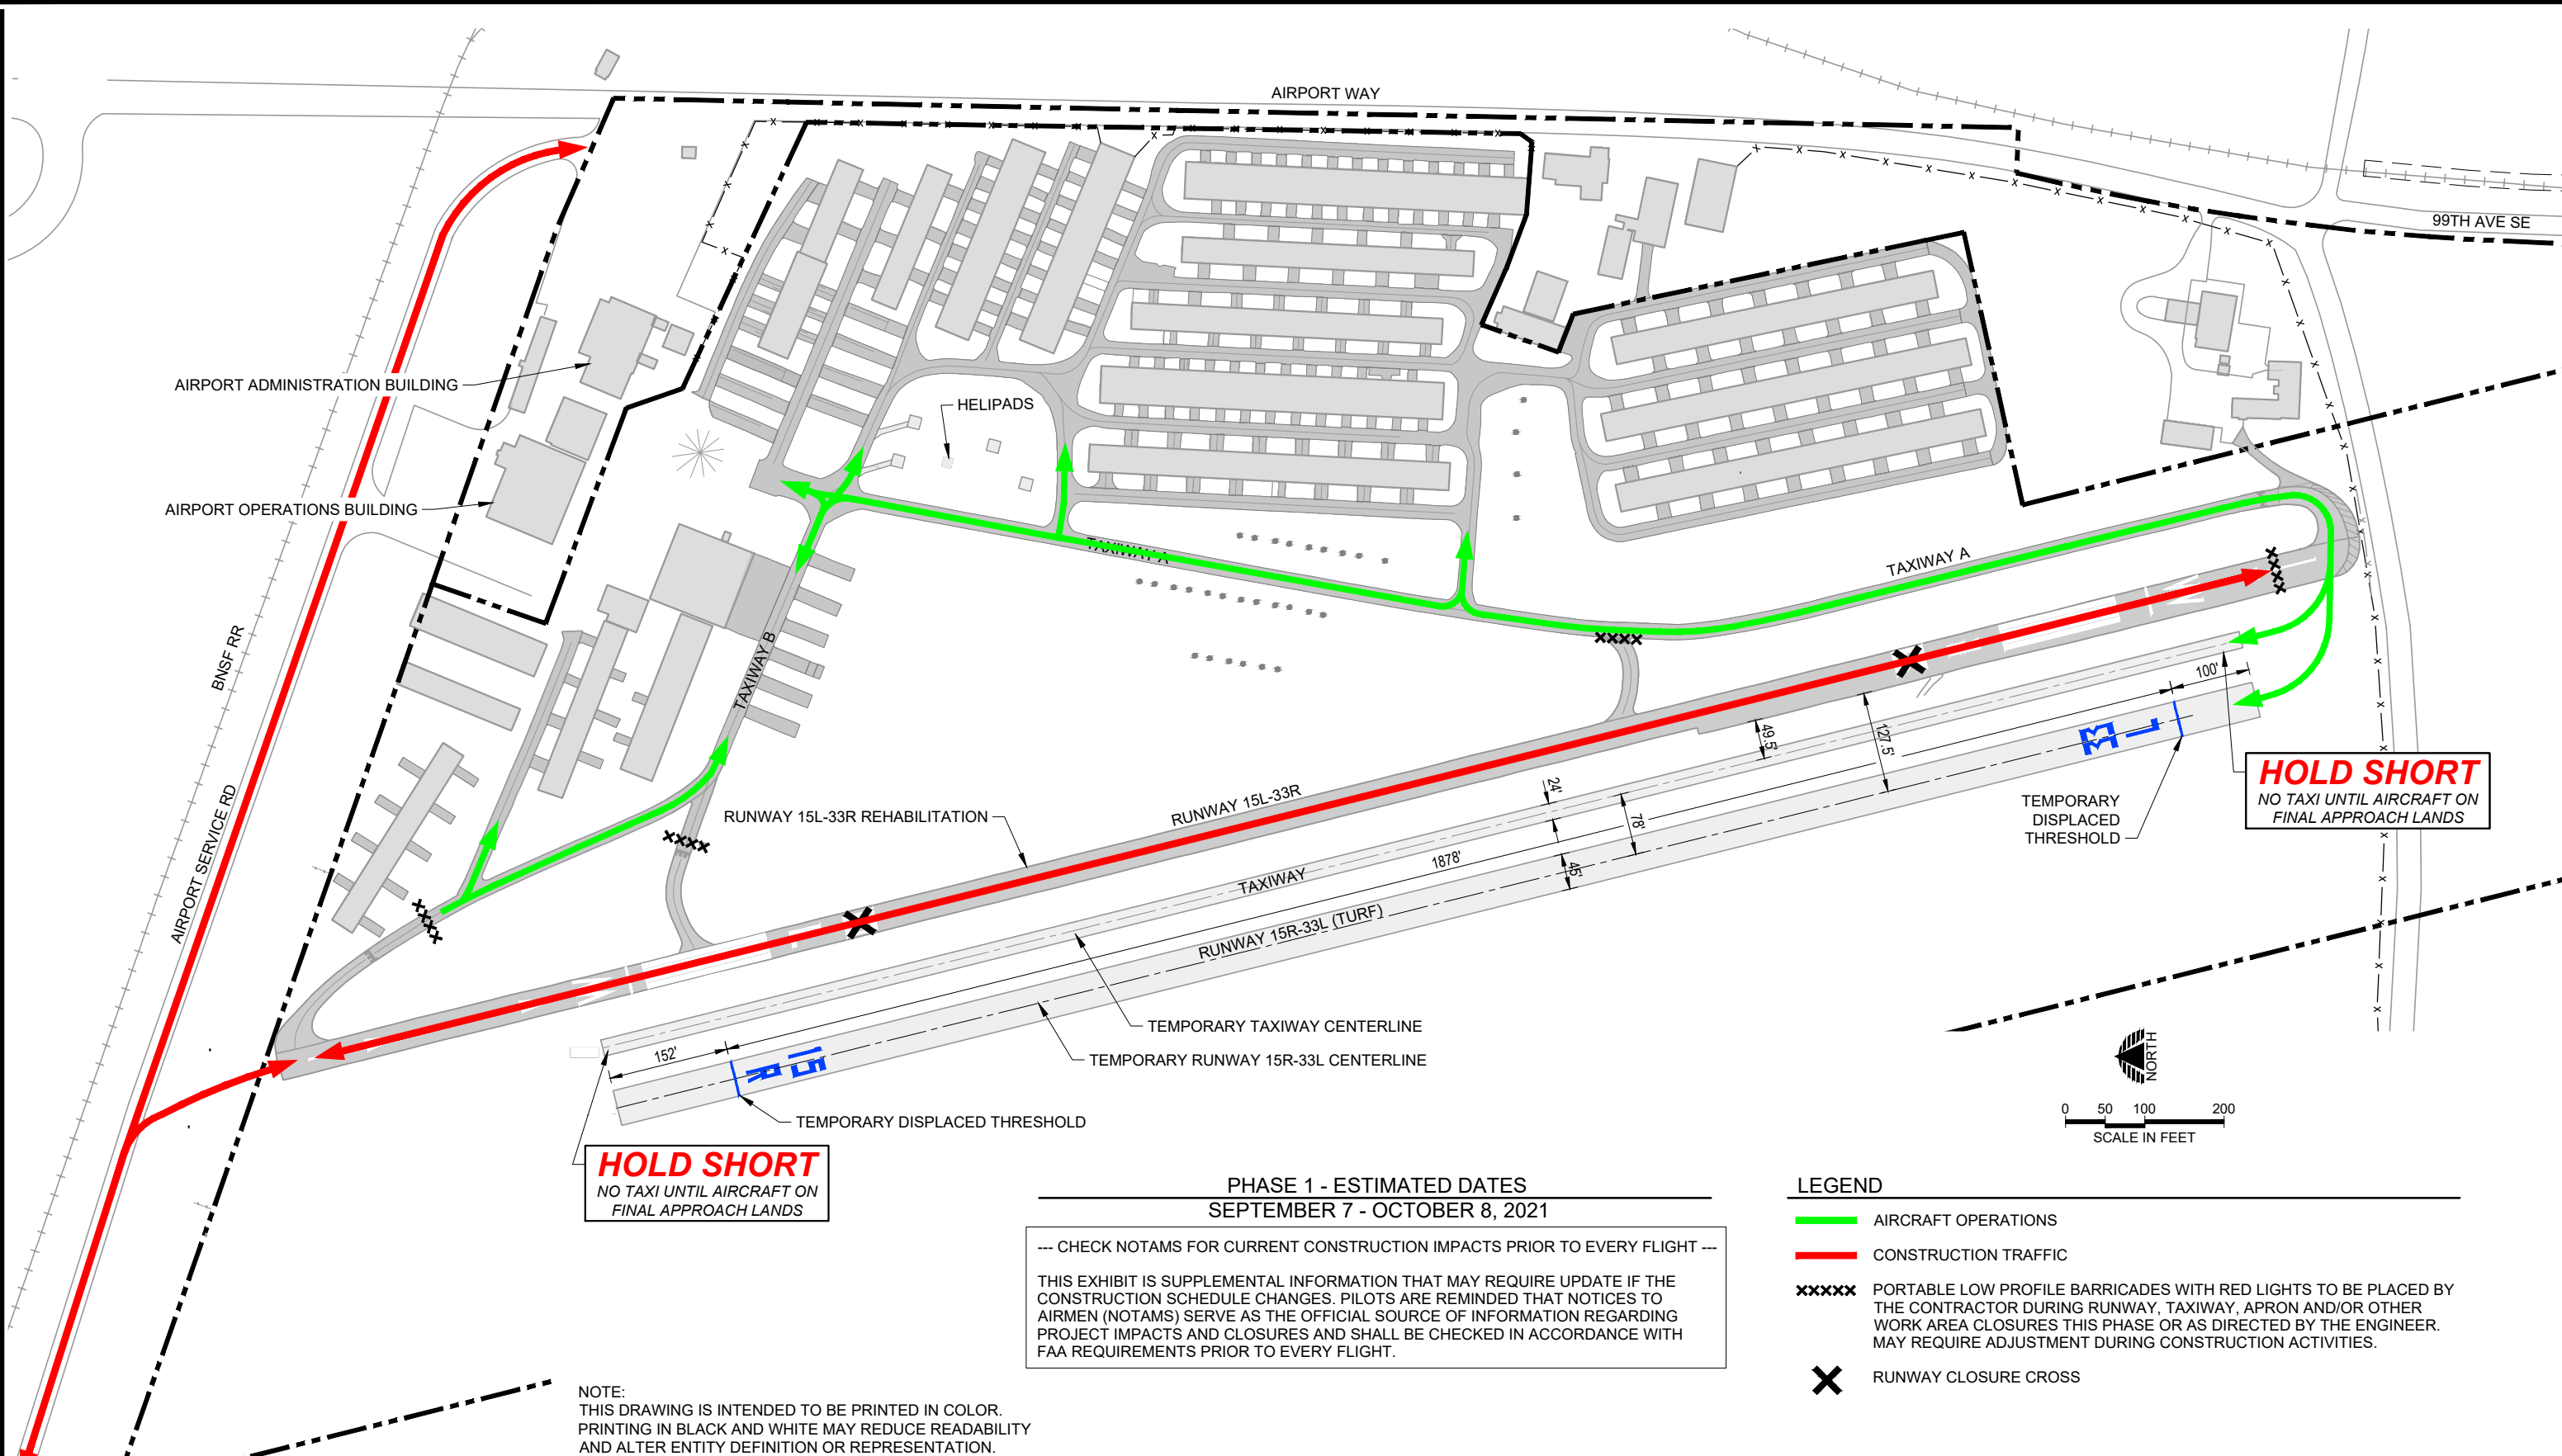 AIRPORT WAY
99TH AVE SE
AIRPORT ADMINISTRATION BUILDING
HELIPADS
AIRPORT OPERATIONS BUILDING
TAXIWAY A
TAXIWAY A
BNSF RR
TAXIWAY B
AIRPORT SERVICE RD
100'
49.5'
127.5'
33
L
HOLD SHORT
NO TAXI UNTIL AIRCRAFT ON
FINAL APPROACH LANDS
TEMPORARY
DISPLACED
THRESHOLD
RUNWAY 15L-33R REHABILITATION
RUNWAY 15L-33R
24'
78'
1878'
45'
TAXIWAY
RUNWAY 15R-33L (TURF)
TEMPORARY TAXIWAY CENTERLINE
TEMPORARY RUNWAY 15R-33L CENTERLINE
152'
15
R
TEMPORARY DISPLACED THRESHOLD
HOLD SHORT
NO TAXI UNTIL AIRCRAFT ON
FINAL APPROACH LANDS
NORTH
0 50 100 200
SCALE IN FEET
PHASE 1 - ESTIMATED DATES
SEPTEMBER 7 - OCTOBER 8, 2021
--- CHECK NOTAMS FOR CURRENT CONSTRUCTION IMPACTS PRIOR TO EVERY FLIGHT ---
THIS EXHIBIT IS SUPPLEMENTAL INFORMATION THAT MAY REQUIRE UPDATE IF THE
CONSTRUCTION SCHEDULE CHANGES. PILOTS ARE REMINDED THAT NOTICES TO
AIRMEN (NOTAMS) SERVE AS THE OFFICIAL SOURCE OF INFORMATION REGARDING
PROJECT IMPACTS AND CLOSURES AND SHALL BE CHECKED IN ACCORDANCE WITH
FAA REQUIREMENTS PRIOR TO EVERY FLIGHT.
LEGEND
AIRCRAFT OPERATIONS
CONSTRUCTION TRAFFIC
PORTABLE LOW PROFILE BARRICADES WITH RED LIGHTS TO BE PLACED BY
THE CONTRACTOR DURING RUNWAY, TAXIWAY, APRON AND/OR OTHER
WORK AREA CLOSURES THIS PHASE OR AS DIRECTED BY THE ENGINEER.
MAY REQUIRE ADJUSTMENT DURING CONSTRUCTION ACTIVITIES.
RUNWAY CLOSURE CROSS
NOTE:
THIS DRAWING IS INTENDED TO BE PRINTED IN COLOR.
PRINTING IN BLACK AND WHITE MAY REDUCE READABILITY
AND ALTER ENTITY DEFINITION OR REPRESENTATION.